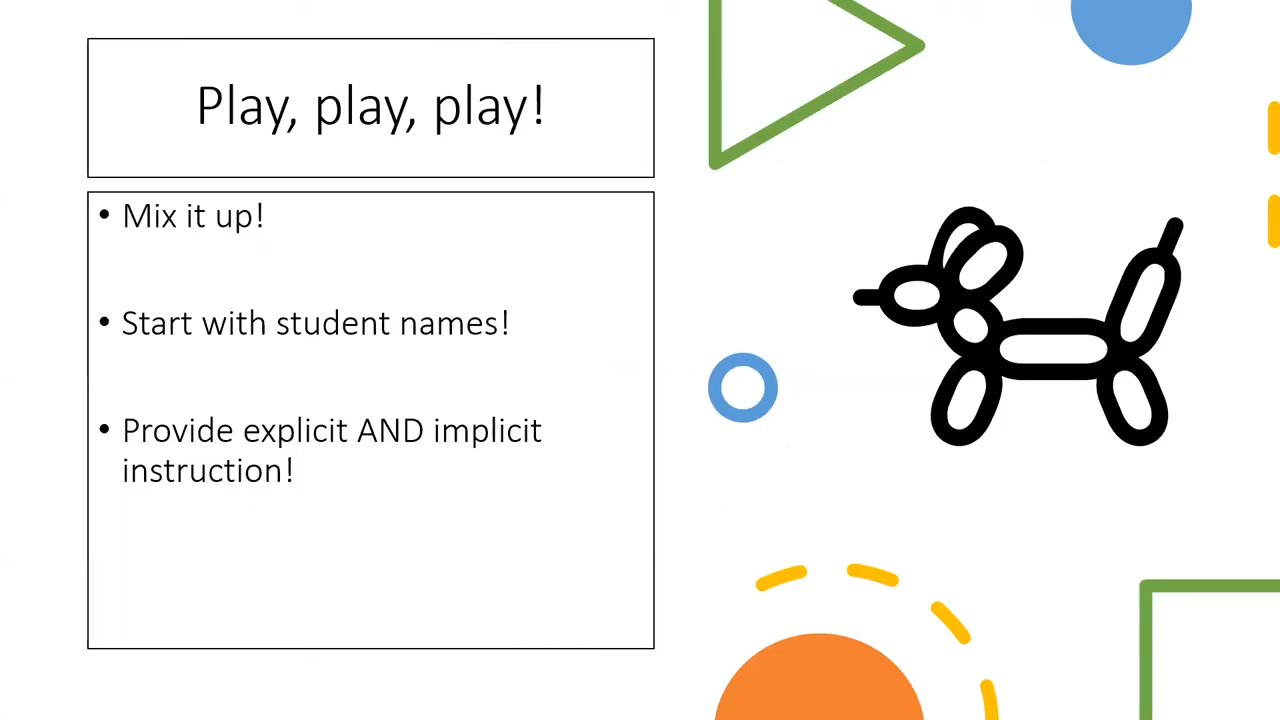 Play, play, play!
• Mix it up!
• Start with student names!
• Provide explicit AND implicit
instruction!